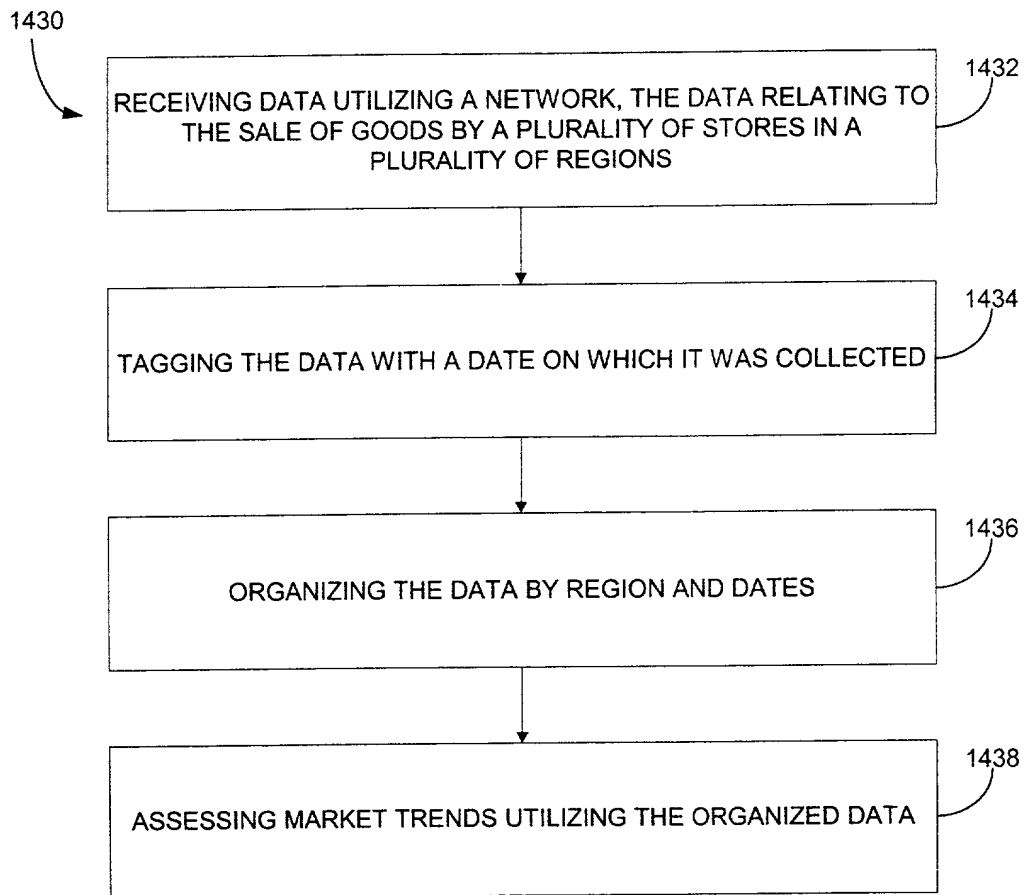 1430
1432
RECEIVING DATA UTILIZING A NETWORK, THE DATA RELATING TO
THE SALE OF GOODS BY A PLURALITY OF STORES IN A
PLURALITY OF REGIONS
1434
TAGGING THE DATA WITH A DATE ON WHICH IT WAS COLLECTED
1436
ORGANIZING THE DATA BY REGION AND DATES
1438
ASSESSING MARKET TRENDS UTILIZING THE ORGANIZED DATA